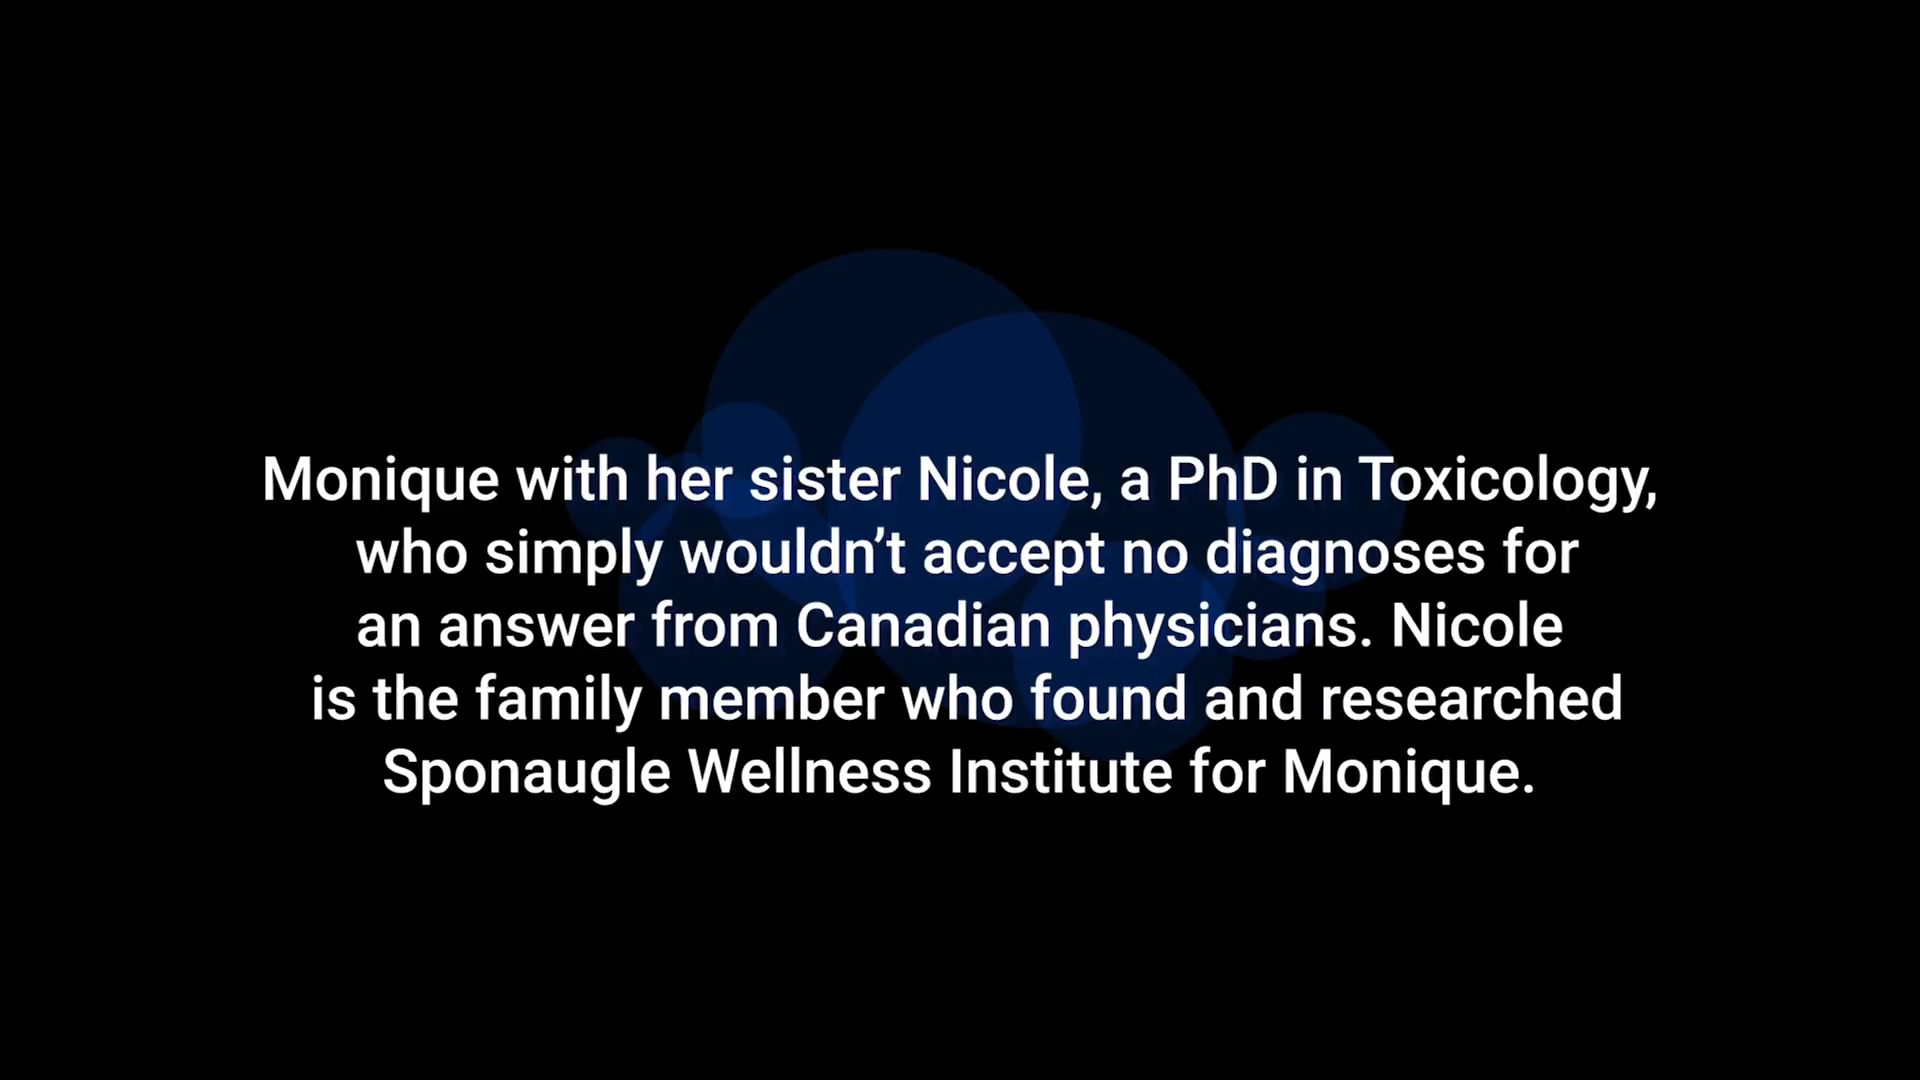 Monique with her sister Nicole, a PhD in Toxicology,
who simply wouldn’t accept no diagnoses for
an answer from Canadian physicians. Nicole
is the family member who found and researched
Sponaugle Wellness Institute for Monique.